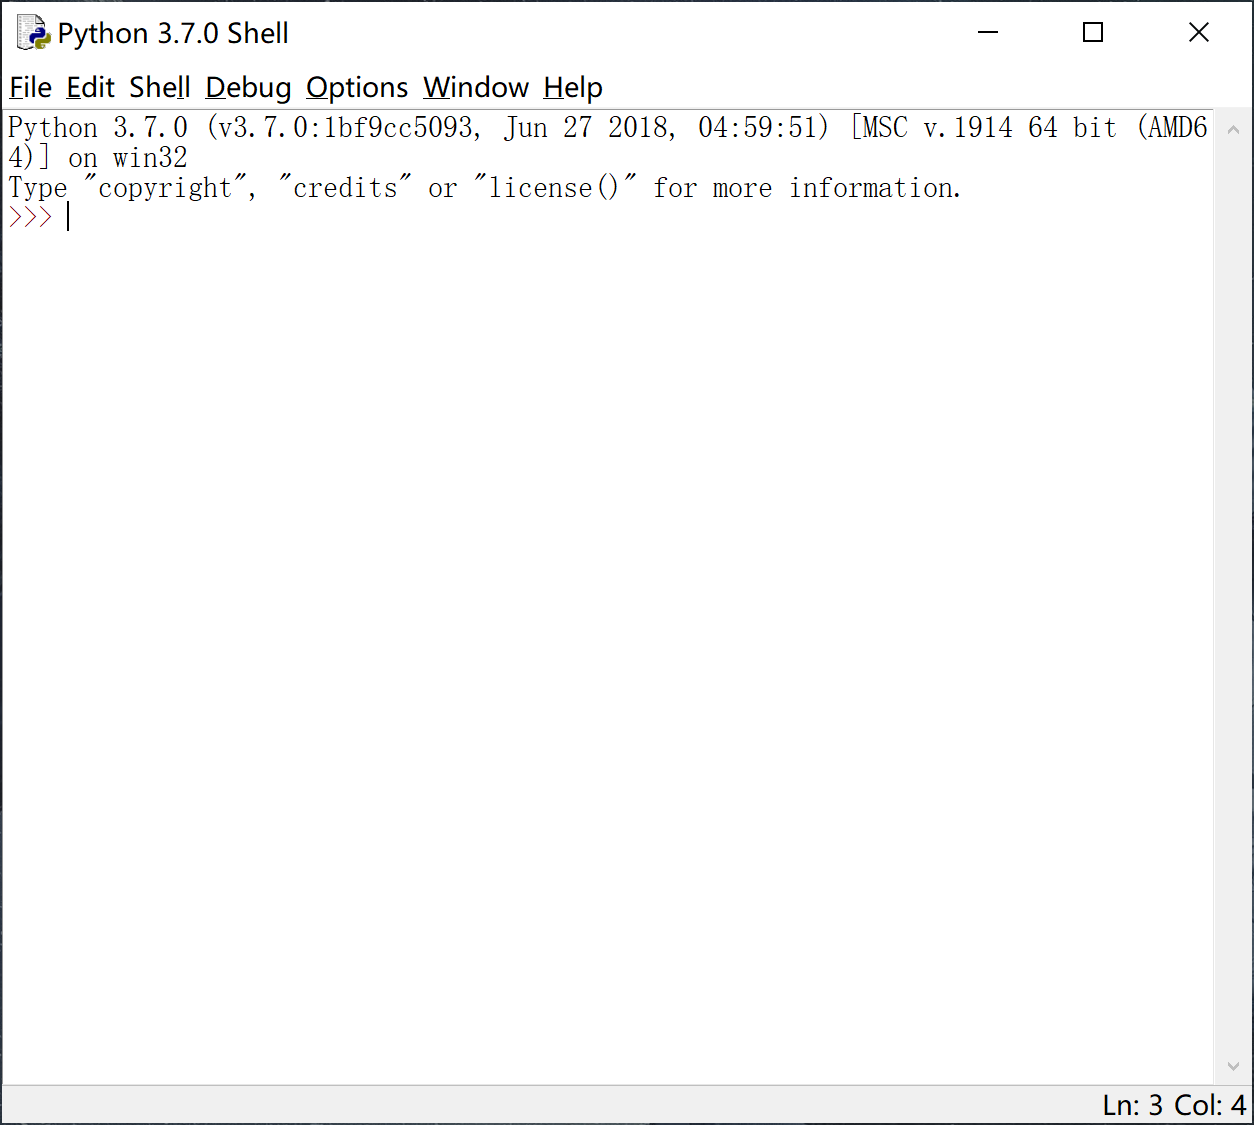 Python 3.7.0 Shell
File Edit Shell Debug Options Window Help
Python 3.7.0 (v3.7.0:1bf9cc5093, Jun 27 2018, 04:59:51) [MSC v.1914 64 bit (AMD6
4)] on win32
Type "copyright", "credits" or "license()" for more information.
>>>
Ln: 3 Col: 4